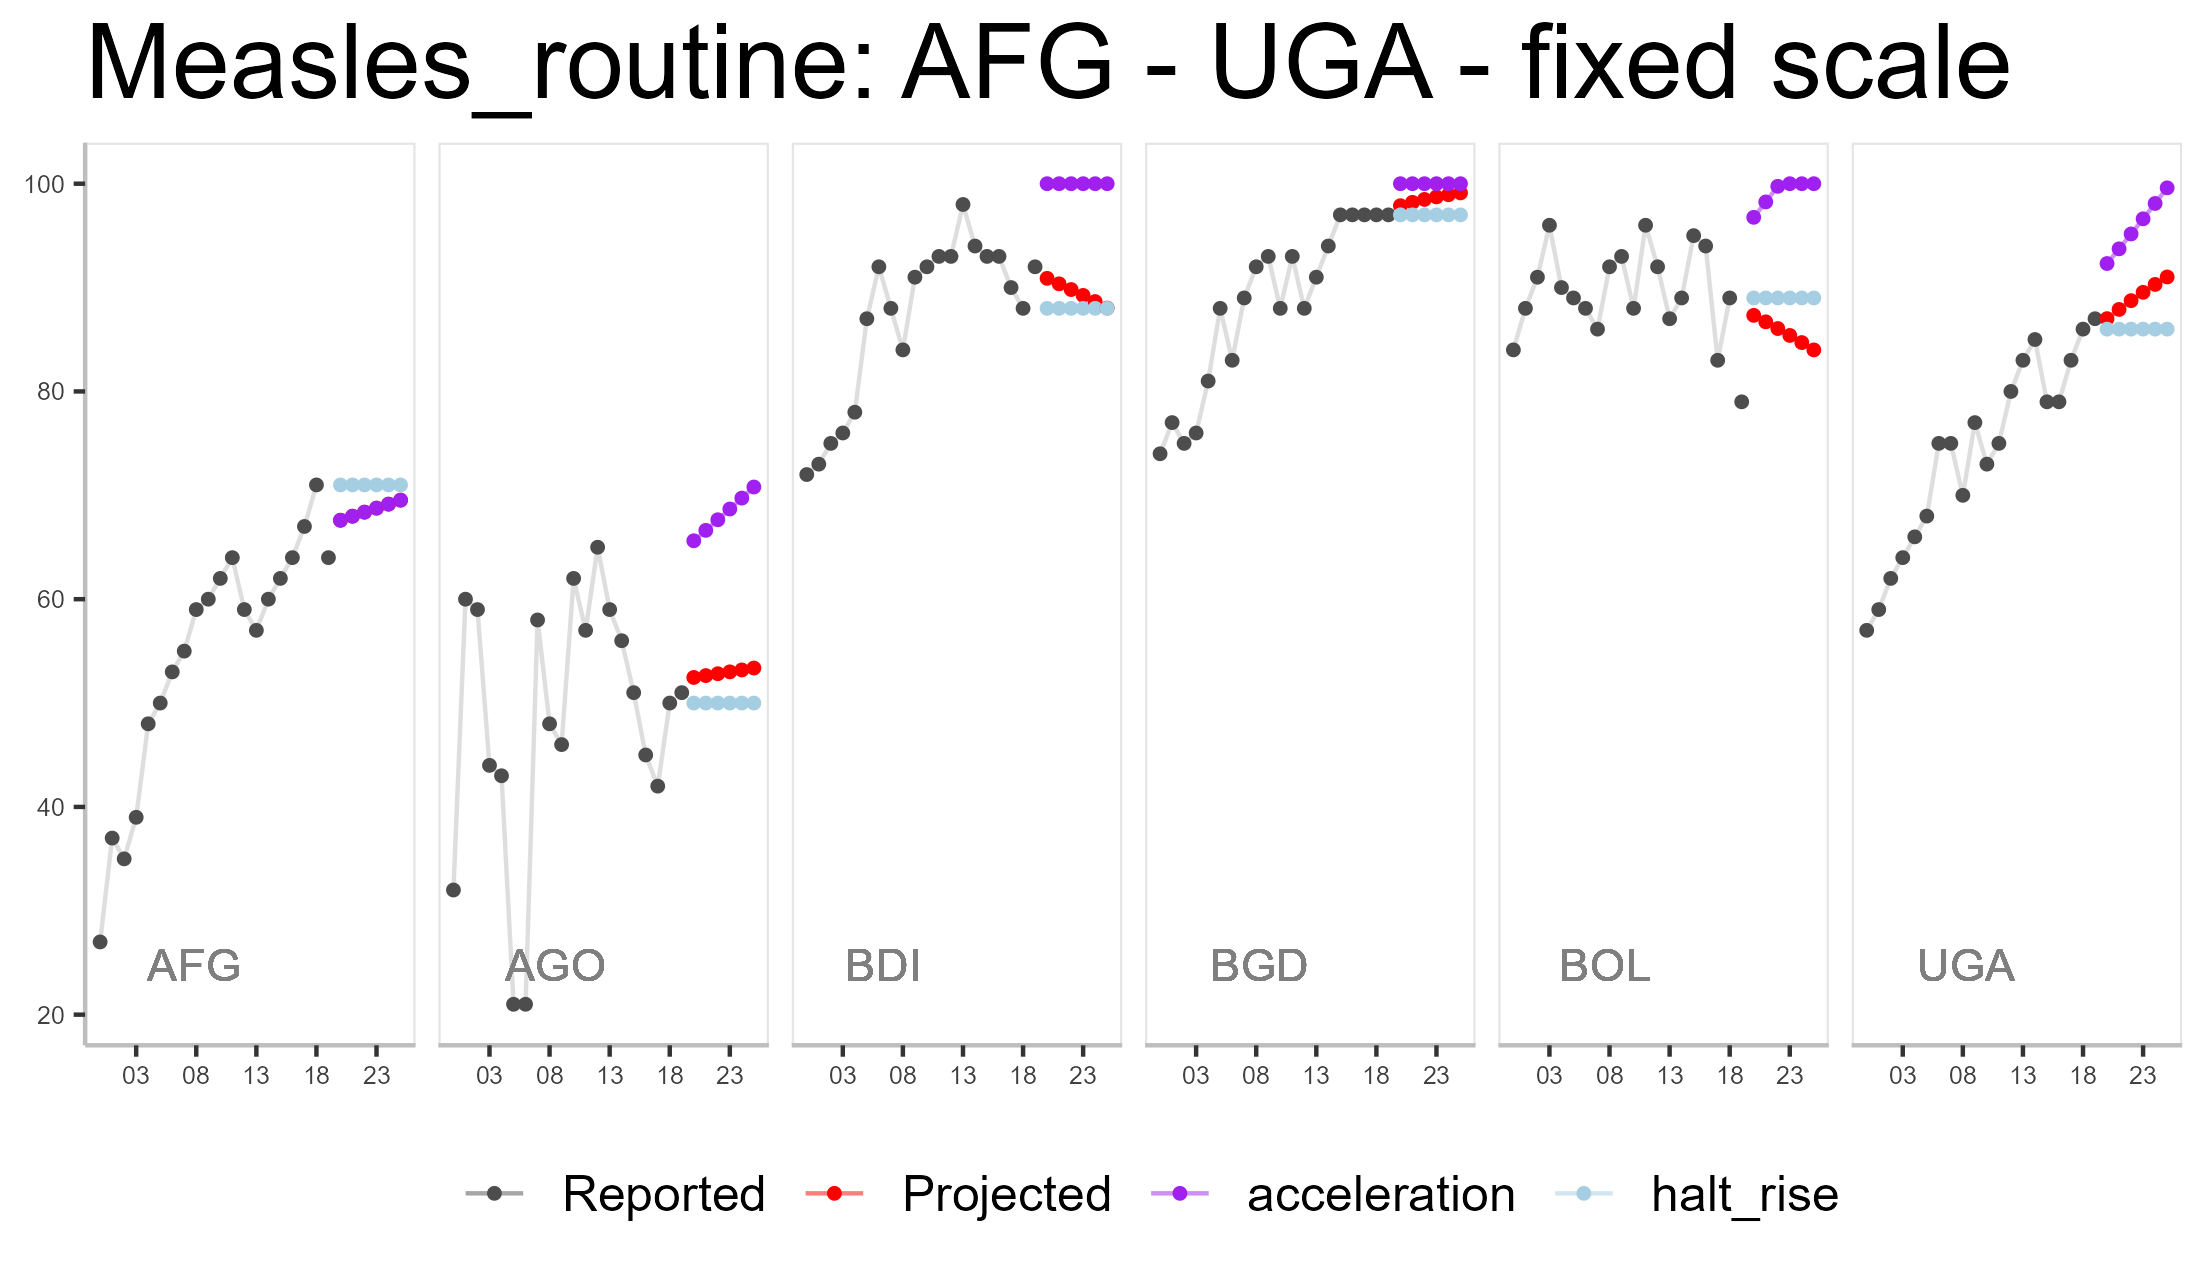 Measles_routine: AFG - UGA - fixed scale
100
80
60
40
20
AFG
AGO
BDI
BGD
BOL
UGA
03 08 13 18 23
03 08 13 18 23
03 08 13 18 23
03 08 13 18 23
03 08 13 18 23
03 08 13 18 23
Reported Projected acceleration halt_rise